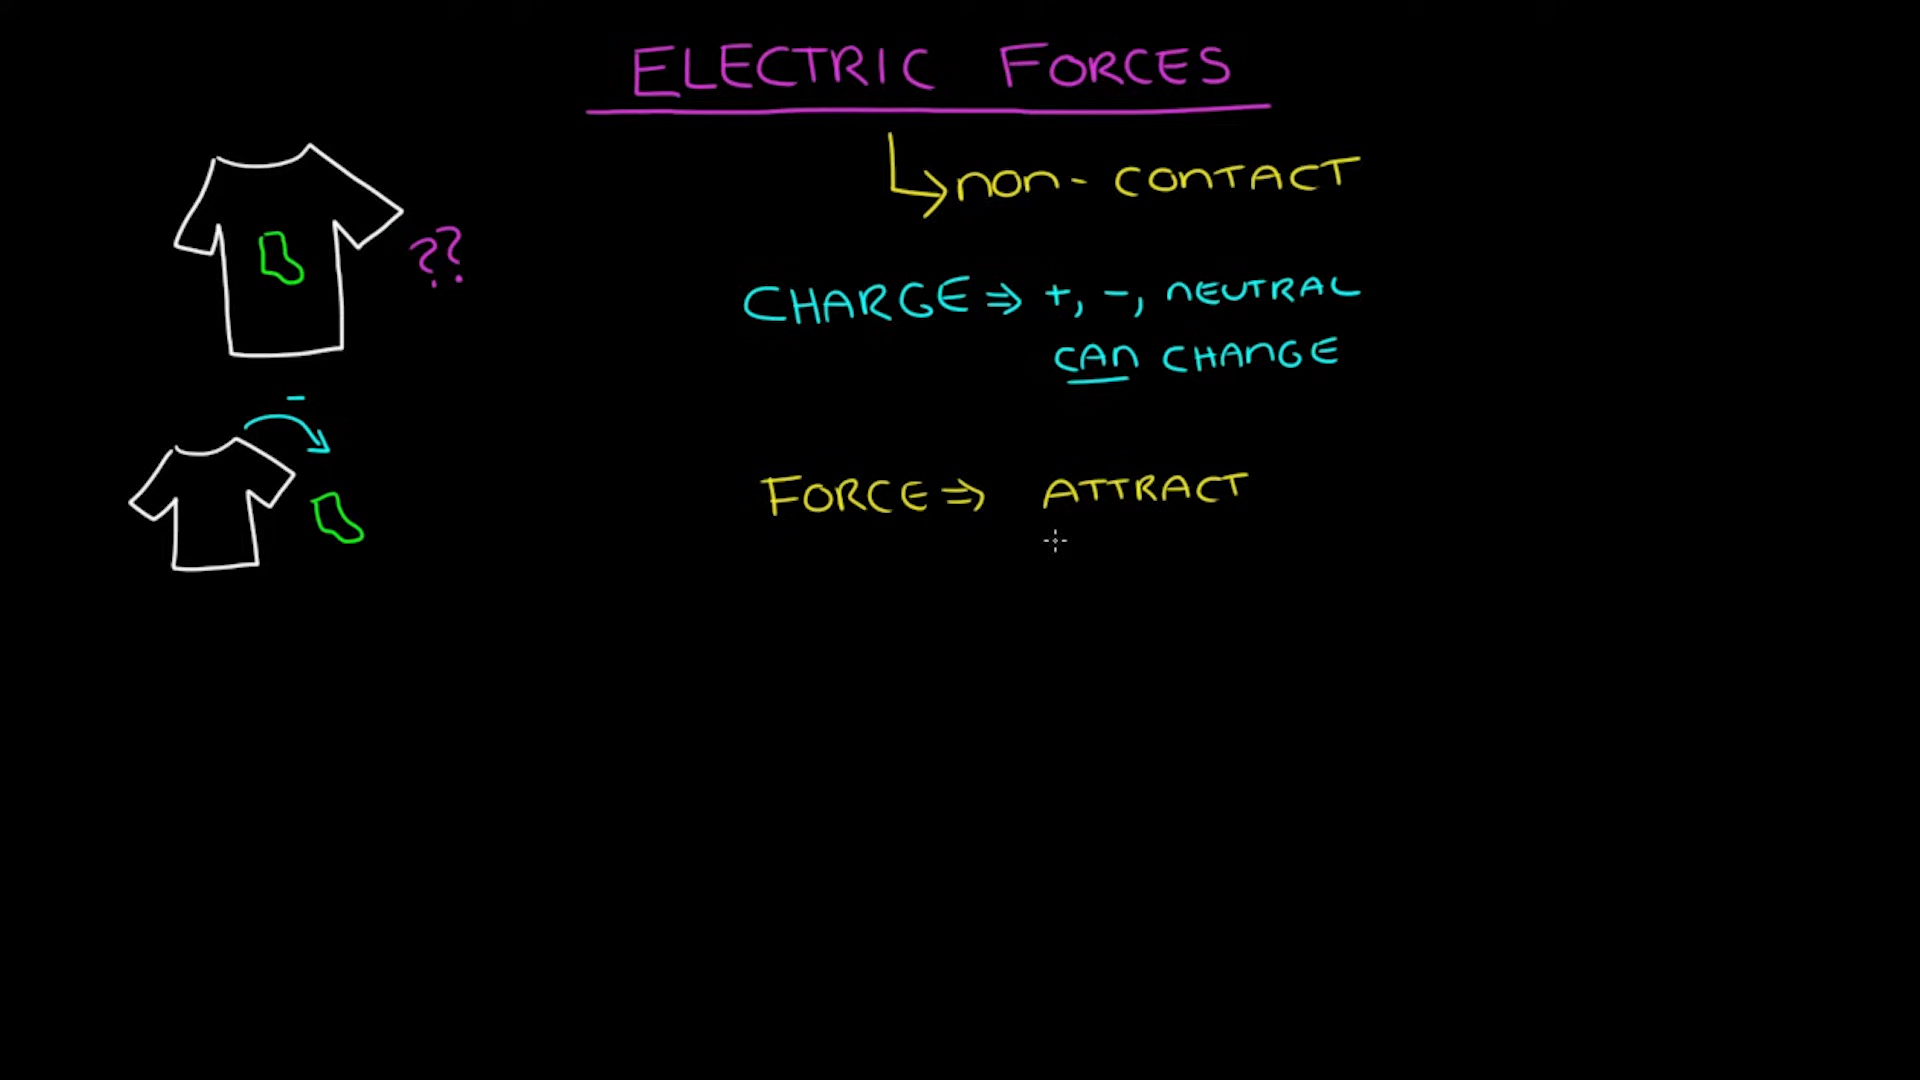 ELECTRIC FORCES
non-CONTACT
??
CHARGE ⇒ +, -, NEUTRAL
CAN CHANGE
-
FORCE ⇒ ATTRACT